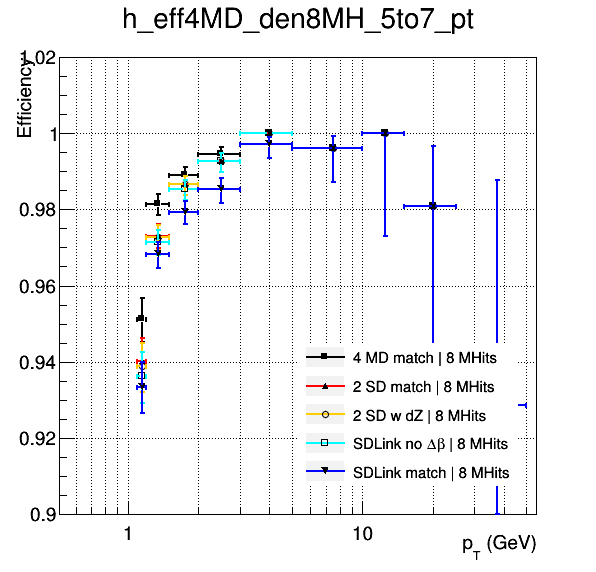 h_eff4MD_den8MH_5to7_pt
Efficiency
1.02
1
0.98
0.96
0.94
0.92
0.9
4 MD match | 8 MHits
2 SD match | 8 MHits
2 SD w dZ | 8 MHits
SDLink no Δβ | 8 MHits
SDLink match | 8 MHits
1
10
p_T (GeV)